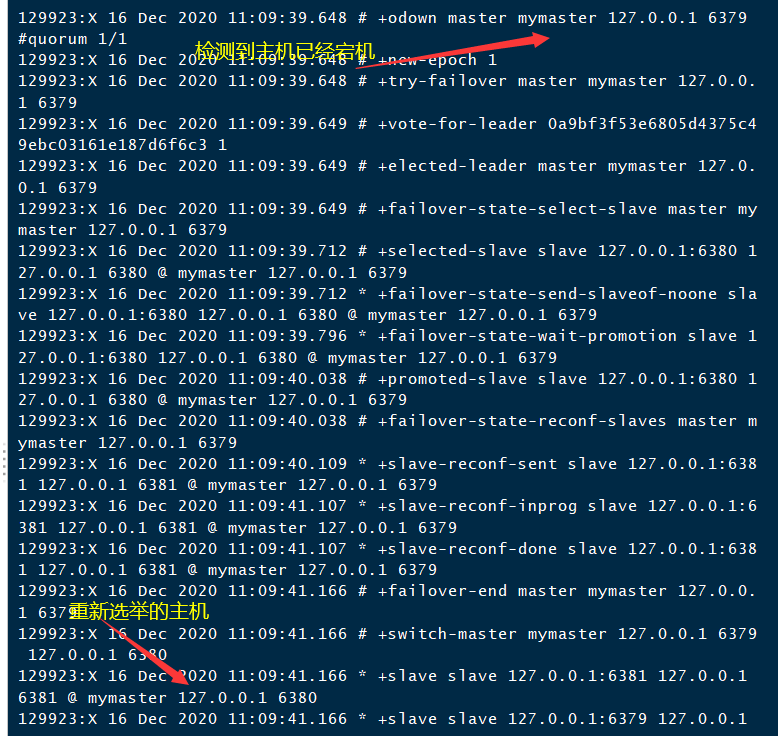 129923:X 16 Dec 2020 11:09:39.648 # +odown master mymaster 127.0.0.1 6379
#quorum 1/1
检测到主机已经宕机
129923:X 16 Dec 2020 11:09:39.648 # +new-epoch 1
129923:X 16 Dec 2020 11:09:39.648 # +try-failover master mymaster 127.0.0.
1 6379
129923:X 16 Dec 2020 11:09:39.649 # +vote-for-leader 0a9bf3f53e6805d4375c4
9ebc03161e187d6f6c3 1
129923:X 16 Dec 2020 11:09:39.649 # +elected-leader master mymaster 127.0.
0.1 6379
129923:X 16 Dec 2020 11:09:39.649 # +failover-state-select-slave master my
master 127.0.0.1 6379
129923:X 16 Dec 2020 11:09:39.712 # +selected-slave slave 127.0.0.1:6380 1
27.0.0.1 6380 @ mymaster 127.0.0.1 6379
129923:X 16 Dec 2020 11:09:39.712 * +failover-state-send-slaveof-noone sla
ve 127.0.0.1:6380 127.0.0.1 6380 @ mymaster 127.0.0.1 6379
129923:X 16 Dec 2020 11:09:39.796 * +failover-state-wait-promotion slave 1
27.0.0.1:6380 127.0.0.1 6380 @ mymaster 127.0.0.1 6379
129923:X 16 Dec 2020 11:09:40.038 # +promoted-slave slave 127.0.0.1:6380 1
27.0.0.1 6380 @ mymaster 127.0.0.1 6379
129923:X 16 Dec 2020 11:09:40.038 # +failover-state-reconf-slaves master m
ymaster 127.0.0.1 6379
129923:X 16 Dec 2020 11:09:40.109 * +slave-reconf-sent slave 127.0.0.1:638
1 127.0.0.1 6381 @ mymaster 127.0.0.1 6379
129923:X 16 Dec 2020 11:09:41.107 * +slave-reconf-inprog slave 127.0.0.1:6
381 127.0.0.1 6381 @ mymaster 127.0.0.1 6379
129923:X 16 Dec 2020 11:09:41.107 * +slave-reconf-done slave 127.0.0.1:638
1 127.0.0.1 6381 @ mymaster 127.0.0.1 6379
129923:X 16 Dec 2020 11:09:41.166 # +failover-end master mymaster 127.0.0.
1 6379
重新选举的主机
129923:X 16 Dec 2020 11:09:41.166 # +switch-master mymaster 127.0.0.1 6379
127.0.0.1 6380
129923:X 16 Dec 2020 11:09:41.166 * +slave slave 127.0.0.1:6381 127.0.0.1
6381 @ mymaster 127.0.0.1 6380
129923:X 16 Dec 2020 11:09:41.166 * +slave slave 127.0.0.1:6379 127.0.0.1